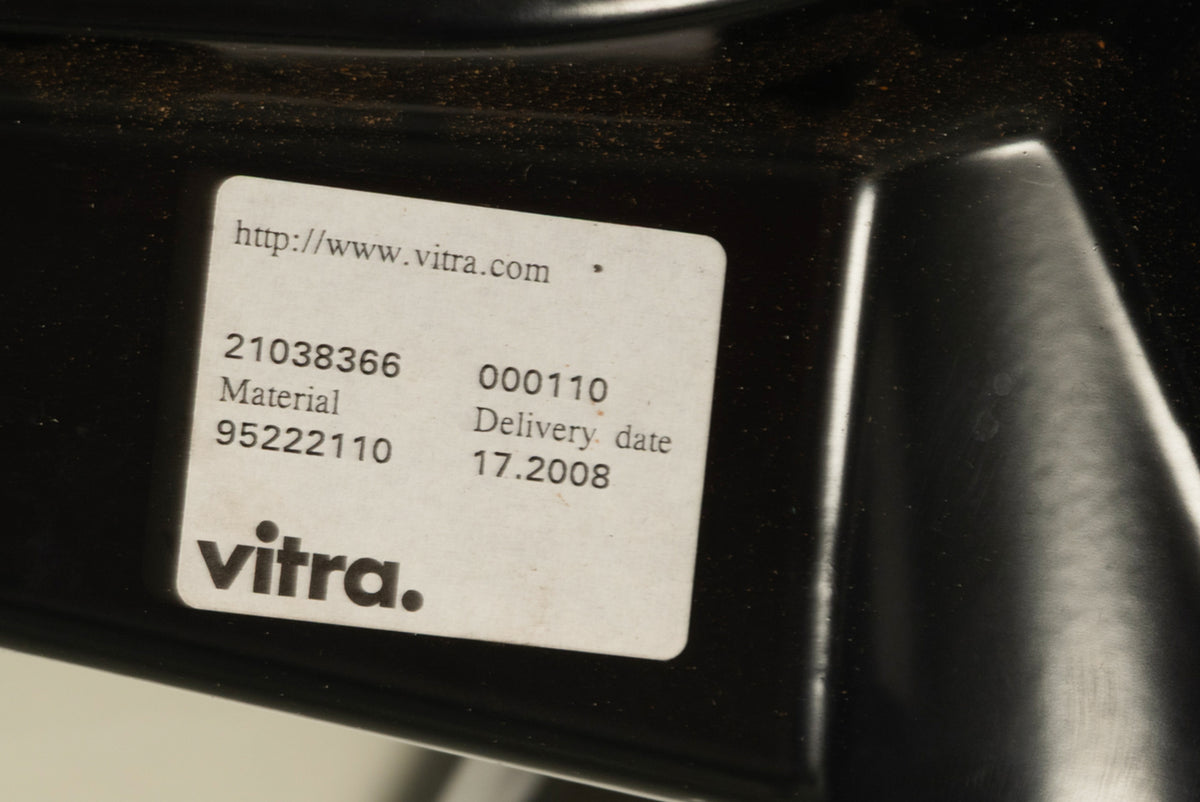 http://www.vitra.com
21038366 000110
Material Delivery date
95222110 17.2008
vitra.